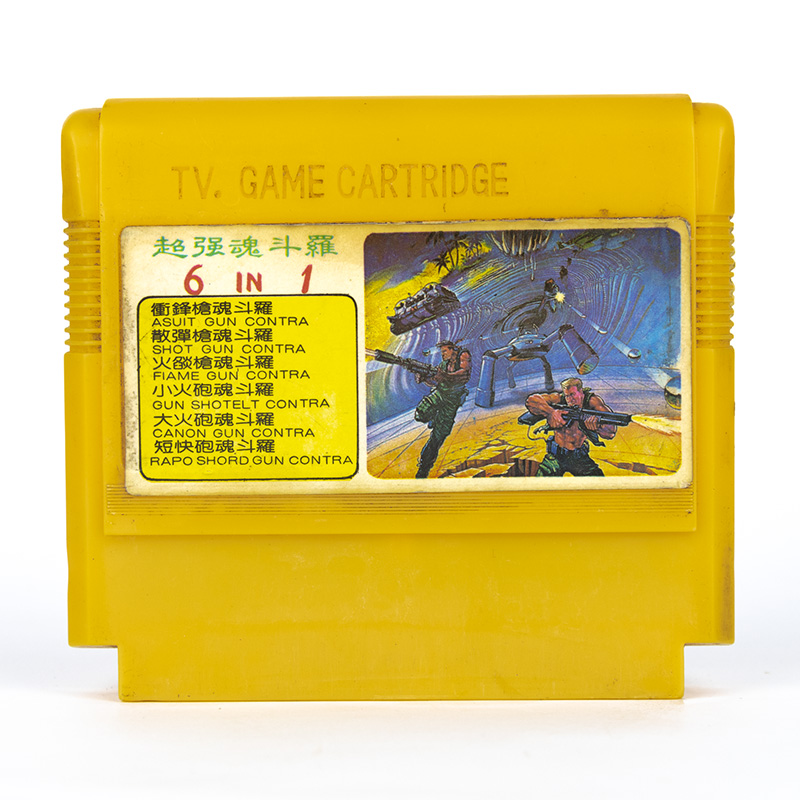 TV. GAME CARTRIDGE
超强魂斗羅
6 IN 1
衝鋒槍魂斗羅
ASUIT GUN CONTRA
散彈槍魂斗羅
SHOT GUN CONTRA
火燄槍魂斗羅
FIAME GUN CONTRA
小火砲魂斗羅
GUN SHOTELT CONTRA
大火砲魂斗羅
CANON GUN CONTRA
短快砲魂斗羅
RAPO SHORD GUN CONTRA